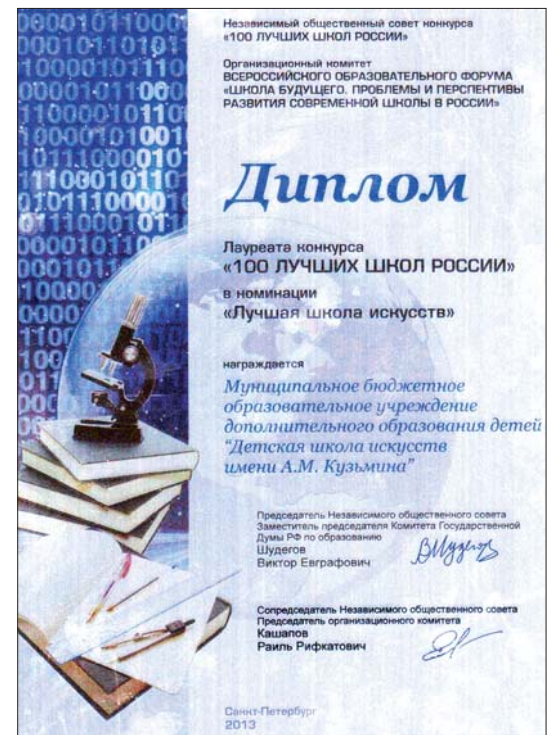 Независимый общественный совет конкурса
«100 ЛУЧШИХ ШКОЛ РОССИИ»
Организационный комитет
ВСЕРОССИЙСКОГО ОБРАЗОВАТЕЛЬНОГО ФОРУМА
«ШКОЛА БУДУЩЕГО. ПРОБЛЕМЫ И ПЕРСПЕКТИВЫ
РАЗВИТИЯ СОВРЕМЕННОЙ ШКОЛЫ В РОССИИ»
Диплом
Лауреата конкурса
«100 ЛУЧШИХ ШКОЛ РОССИИ»
в номинации
«Лучшая школа искусств»
награждается
Муниципальное бюджетное
образовательное учреждение
дополнительного образования детей
"Детская школа искусств
имени А.М. Кузьмина"
Председатель Независимого общественного совета
Заместитель председателя Комитета Государственной
Думы РФ по образованию
Шудегов
Виктор Евграфович
Сопредседатель Независимого общественного совета
Председатель организационного комитета
Кашапов
Раиль Рифкатович
Санкт-Петербург
2013